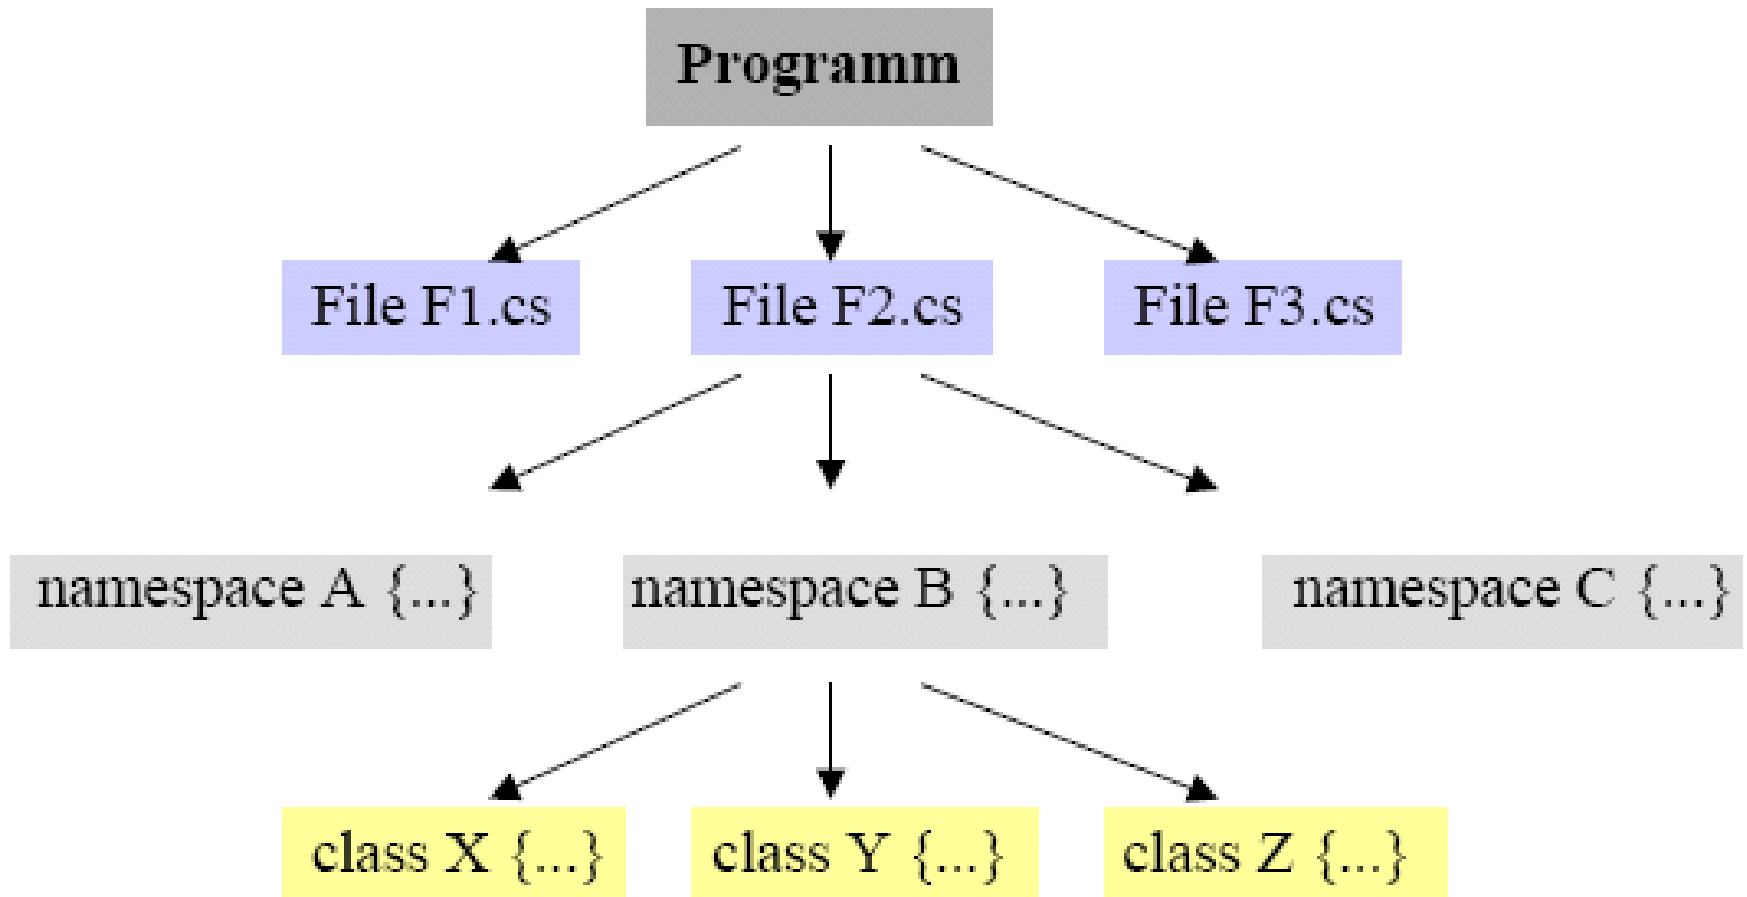 Programm
File F1.cs
File F2.cs
File F3.cs
namespace A {...}
namespace B {...}
namespace C {...}
class X {...}
class Y {...}
class Z {...}